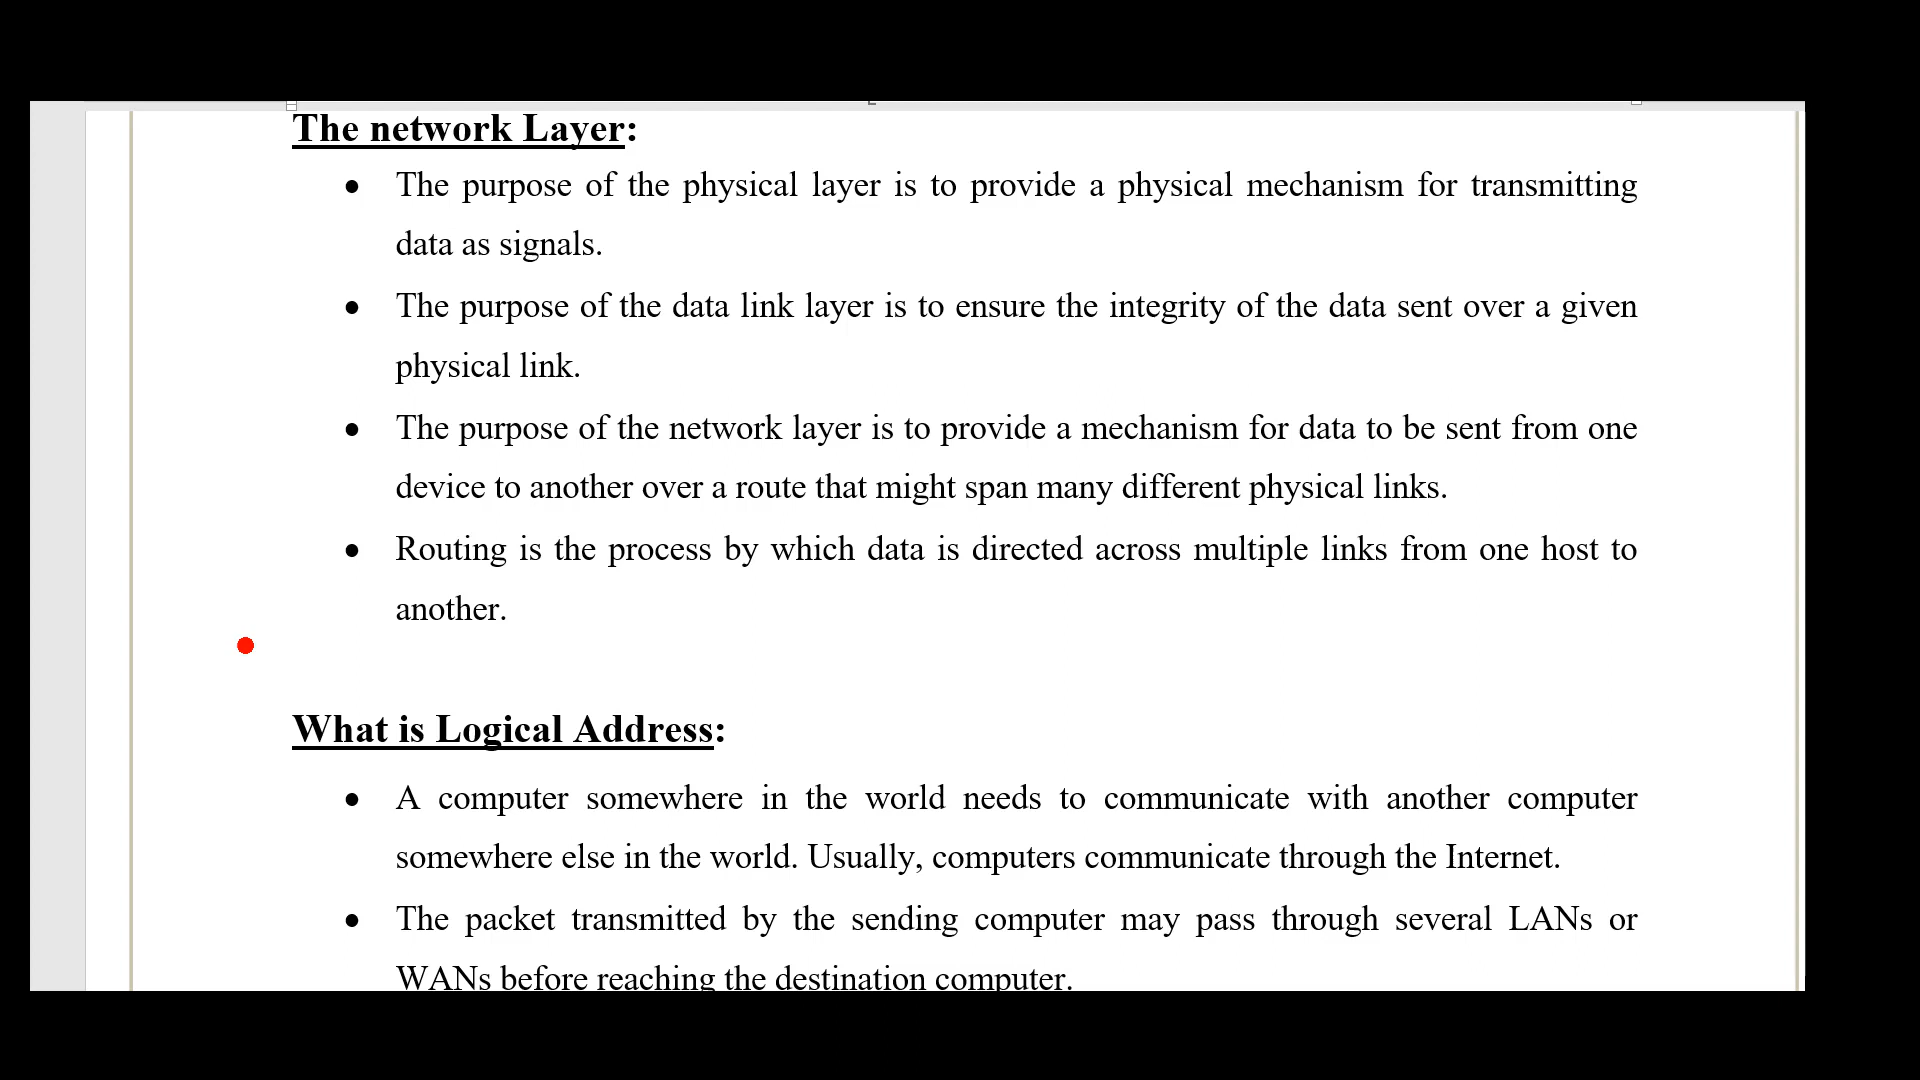 The network Layer:
• The purpose of the physical layer is to provide a physical mechanism for transmitting
data as signals.
• The purpose of the data link layer is to ensure the integrity of the data sent over a given
physical link.
• The purpose of the network layer is to provide a mechanism for data to be sent from one
device to another over a route that might span many different physical links.
• Routing is the process by which data is directed across multiple links from one host to
another.
What is Logical Address:
• A computer somewhere in the world needs to communicate with another computer
somewhere else in the world. Usually, computers communicate through the Internet.
• The packet transmitted by the sending computer may pass through several LANs or
WANs before reaching the destination computer.